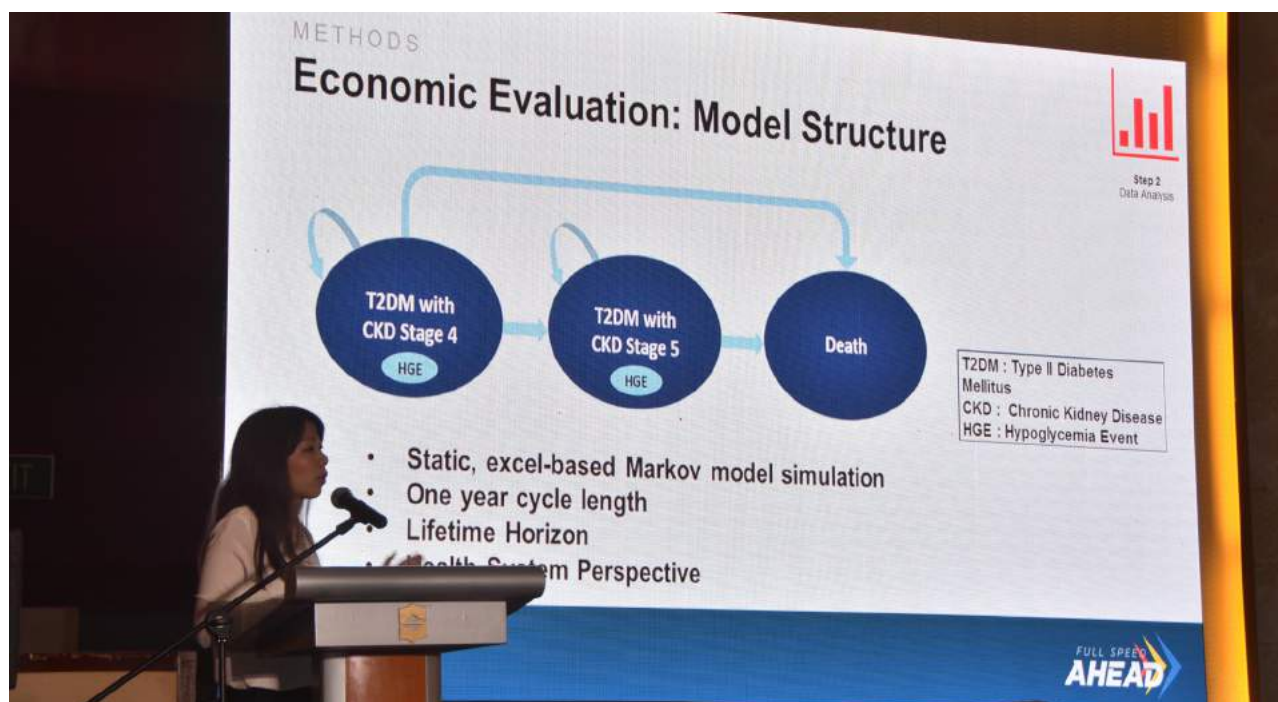 METHODS
Economic Evaluation: Model Structure
Step 2
Data Analysis
T2DM with
CKD Stage 4
HGE
T2DM with
CKD Stage 5
HGE
Death
T2DM : Type II Diabetes
Mellitus
CKD : Chronic Kidney Disease
HGE : Hypoglycemia Event
• Static, excel-based Markov model simulation
• One year cycle length
• Lifetime Horizon
• Health System Perspective
FULL SPEED
AHEAD